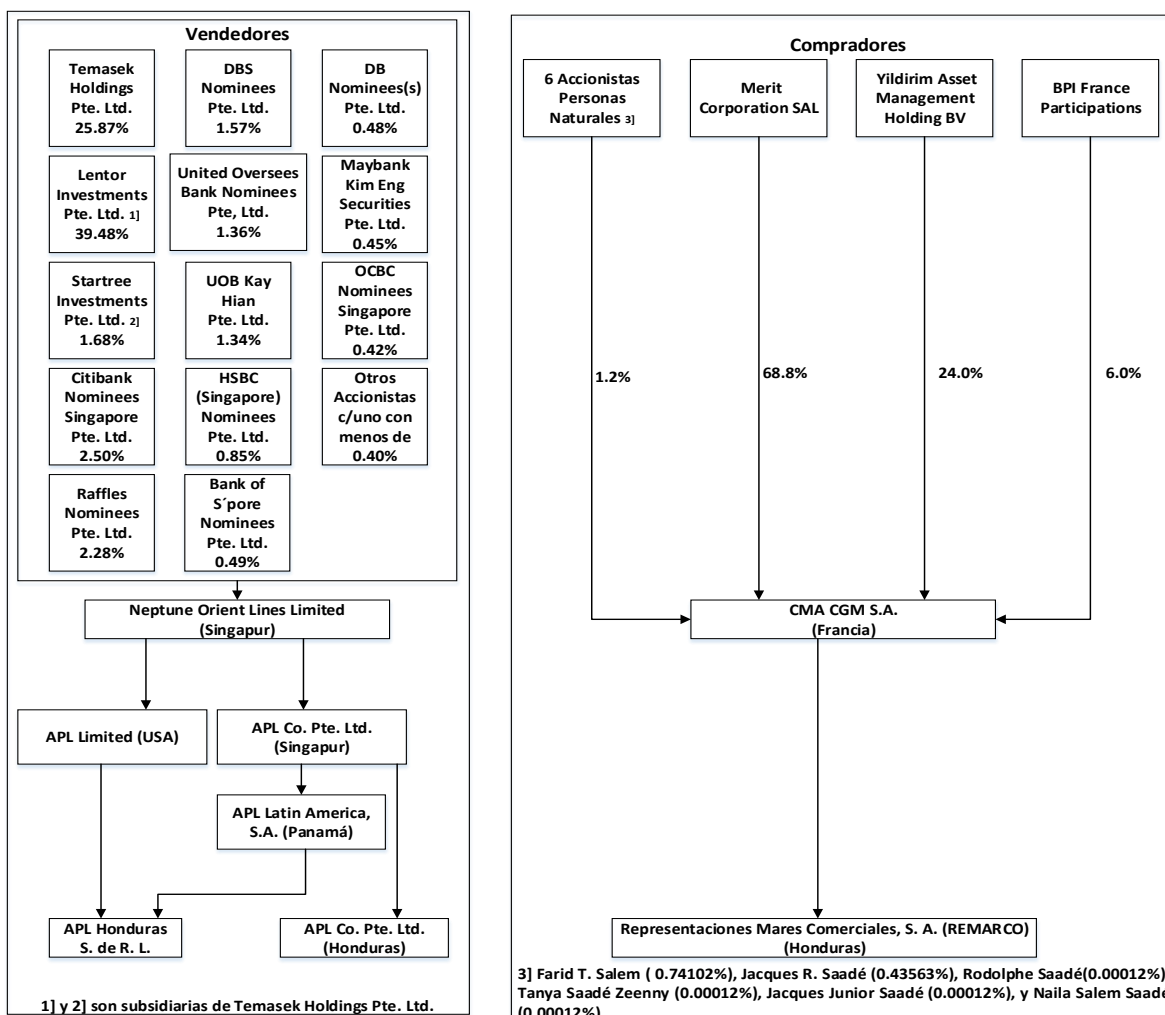 Vendedores
Temasek
Holdings
Pte. Ltd.
25.87%
DBS
Nominees
Pte. Ltd.
1.57%
DB
Nominees(s)
Pte. Ltd.
0.48%
Lentor
Investments
Pte. Ltd. 1]
39.48%
United Oversees
Bank Nominees
Pte, Ltd.
1.36%
Maybank
Kim Eng
Securities
Pte. Ltd.
0.45%
Startree
Investments
Pte. Ltd. 2]
1.68%
UOB Kay
Hian
Pte. Ltd.
1.34%
OCBC
Nominees
Singapore
Pte. Ltd.
0.42%
Citibank
Nominees
Singapore
Pte. Ltd.
2.50%
HSBC
(Singapore)
Nominees
Pte. Ltd.
0.85%
Otros
Accionistas
c/uno con
menos de
0.40%
Raffles
Nominees
Pte. Ltd.
2.28%
Bank of
S´pore
Nominees
Pte. Ltd.
0.49%
Neptune Orient Lines Limited
(Singapur)
APL Limited (USA)
APL Co. Pte. Ltd.
(Singapur)
APL Latin America,
S.A. (Panamá)
APL Honduras
S. de R. L.
APL Co. Pte. Ltd.
(Honduras)
1] y 2] son subsidiarias de Temasek Holdings Pte. Ltd.
Compradores
6 Accionistas
Personas
Naturales 3]
Merit
Corporation SAL
Yildirim Asset
Management
Holding BV
BPI France
Participations
1.2%
68.8%
24.0%
6.0%
CMA CGM S.A.
(Francia)
Representaciones Mares Comerciales, S. A. (REMARCO)
(Honduras)
3] Farid T. Salem ( 0.74102%), Jacques R. Saadé (0.43563%), Rodolphe Saadé(0.00012%)
Tanya Saadé Zeenny (0.00012%), Jacques Junior Saadé (0.00012%), y Naila Salem Saadé
(0.00012%)